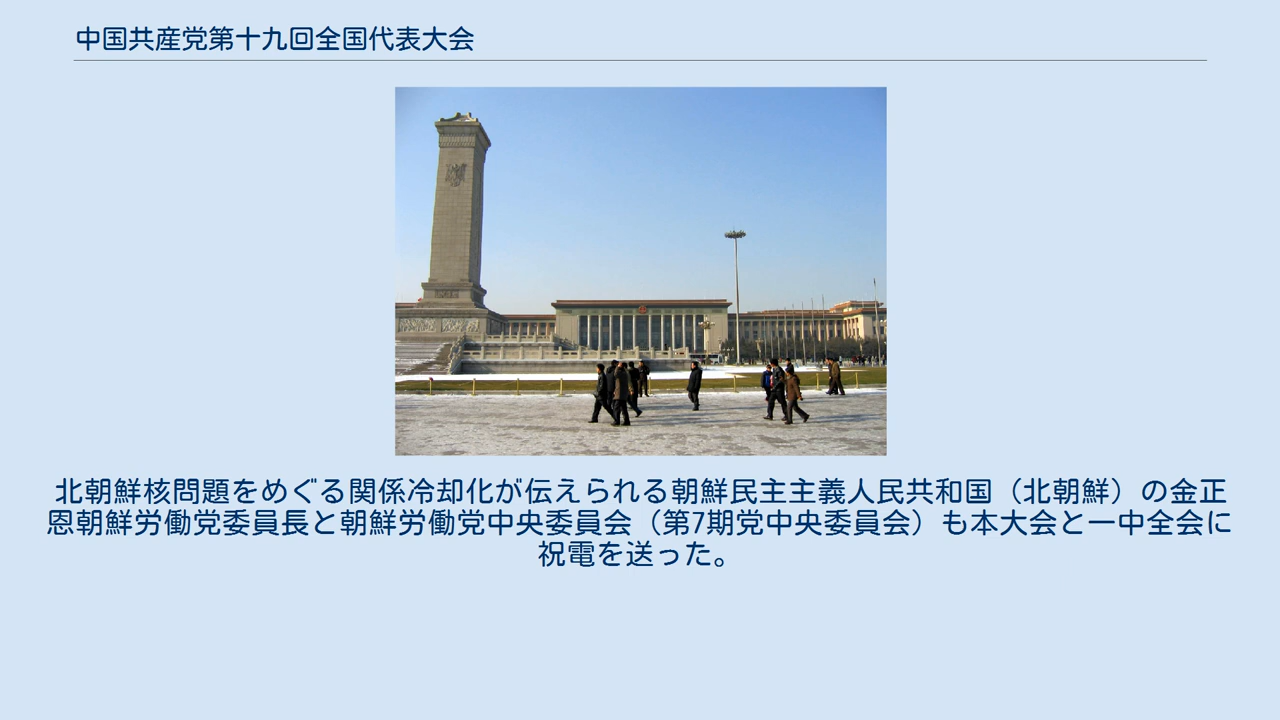 中国共産党第十九回全国代表大会
北朝鮮核問題をめぐる関係冷却化が伝えられる朝鮮民主主義人民共和国（北朝鮮）の金正
恩朝鮮労働党委員長と朝鮮労働党中央委員会（第7期党中央委員会）も本大会と一中全会に
祝電を送った。